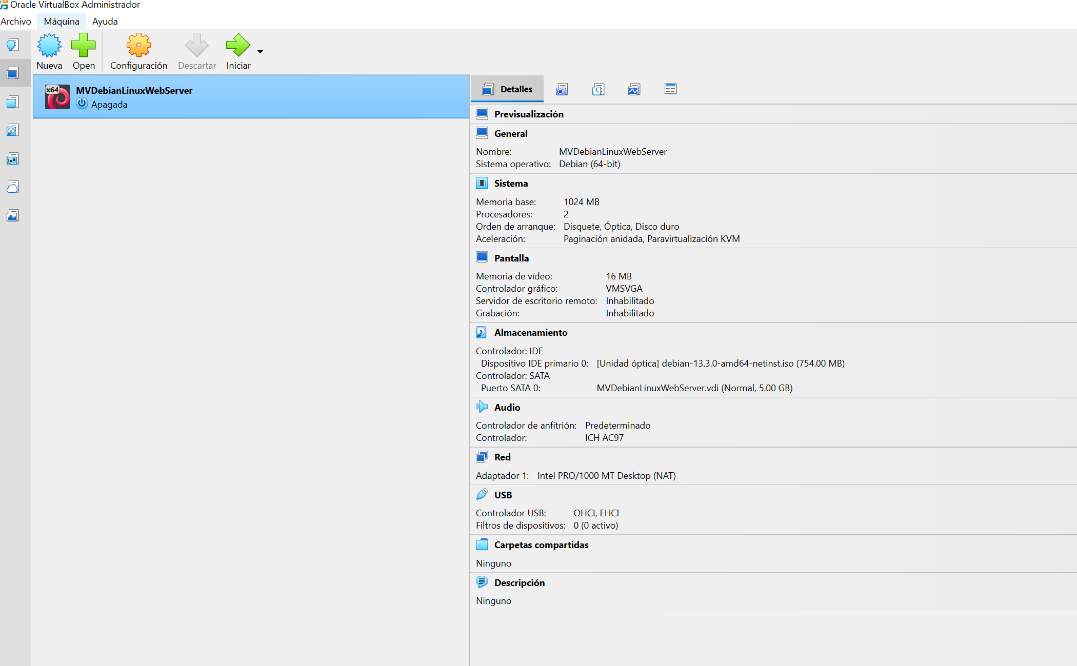 Oracle VirtualBox Administrador
Archivo Máquina Ayuda
Nueva Open Configuración Descartar Iniciar
x64
MVDebianLinuxWebServer
Apagada
Detalles
Previsualización
General
Nombre: MVDebianLinuxWebServer
Sistema operativo: Debian (64-bit)
Sistema
Memoria base: 1024 MB
Procesadores: 2
Orden de arranque: Disquete, Óptica, Disco duro
Aceleración: Paginación anidada, Paravirtualización KVM
Pantalla
Memoria de vídeo: 16 MB
Controlador gráfico: VMSVGA
Servidor de escritorio remoto: Inhabilitado
Grabación: Inhabilitado
Almacenamiento
Controlador: IDE
Dispositivo IDE primario 0: [Unidad óptica] debian-13.3.0-amd64-netinst.iso (754.00 MB)
Controlador: SATA
Puerto SATA 0: MVDebianLinuxWebServer.vdi (Normal, 5.00 GB)
Audio
Controlador de anfitrión: Predeterminado
Controlador: ICH AC97
Red
Adaptador 1: Intel PRO/1000 MT Desktop (NAT)
USB
Controlador USB: OHCI, EHCI
Filtros de dispositivos: 0 (0 activo)
Carpetas compartidas
Ninguno
Descripción
Ninguno